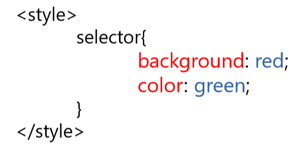 <style>
selector{
background: red;
color: green;
}
</style>